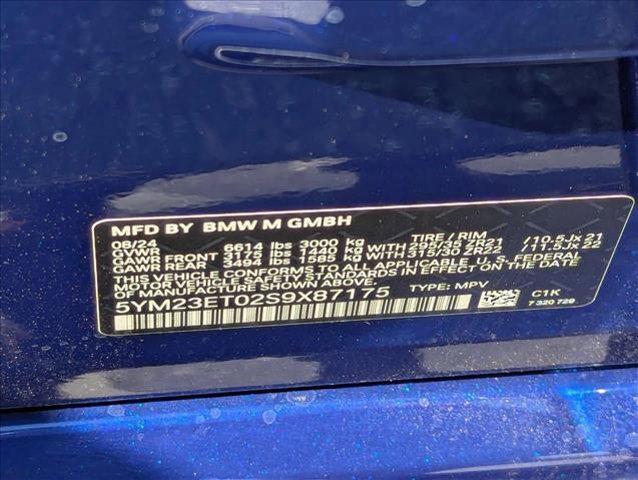 MFD BY BMW M GMBH
08/24
GVWR 6614 lbs 3000 kg TIRE / RIM
GAWR FRONT 3175 lbs 1440 kg WITH 295/35 ZR21 /10.5Jx21
GAWR REAR 3494 lbs 1585 kg WITH 315/30 ZR22 /11.5JX22
THIS VEHICLE CONFORMS TO ALL APPLICABLE U.S. FEDERAL
MOTOR VEHICLE SAFETY STANDARDS IN EFFECT ON THE DATE
OF MANUFACTURE SHOWN ABOVE.
5YM23ET02S9X87175 TYPE: MPV
C1K
7 320 729